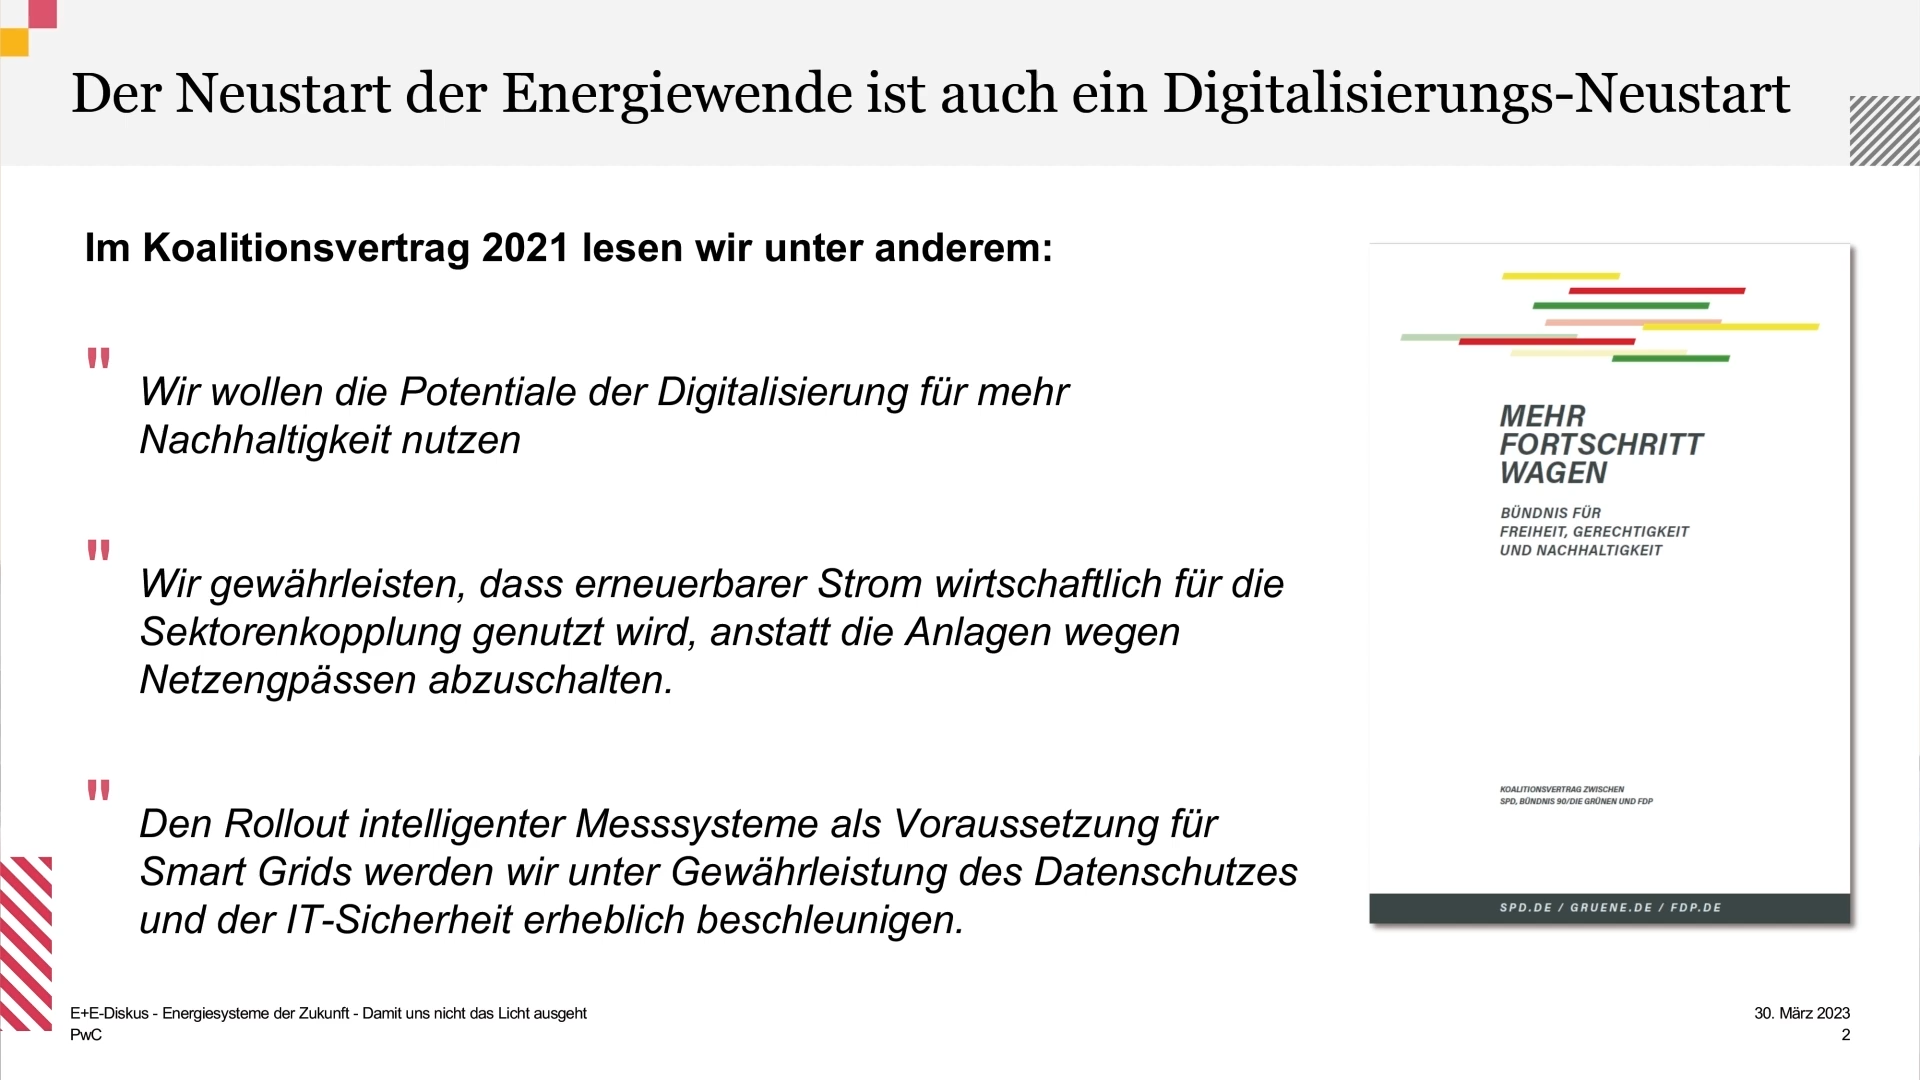 Der Neustart der Energiewende ist auch ein Digitalisierungs-Neustart
Im Koalitionsvertrag 2021 lesen wir unter anderem:
"
Wir wollen die Potentiale der Digitalisierung für mehr
Nachhaltigkeit nutzen
"
Wir gewährleisten, dass erneuerbarer Strom wirtschaftlich für die
Sektorenkopplung genutzt wird, anstatt die Anlagen wegen
Netzengpässen abzuschalten.
"
Den Rollout intelligenter Messsysteme als Voraussetzung für
Smart Grids werden wir unter Gewährleistung des Datenschutzes
und der IT-Sicherheit erheblich beschleunigen.
MEHR
FORTSCHRITT
WAGEN
BÜNDNIS FÜR
FREIHEIT, GERECHTIGKEIT
UND NACHHALTIGKEIT
KOALITIONSVERTRAG ZWISCHEN
SPD, BÜNDNIS 90/DIE GRÜNEN UND FDP
SPD.DE / GRUENE.DE / FDP.DE
E+E-Diskus - Energiesysteme der Zukunft - Damit uns nicht das Licht ausgeht
PwC
30. März 2023
2